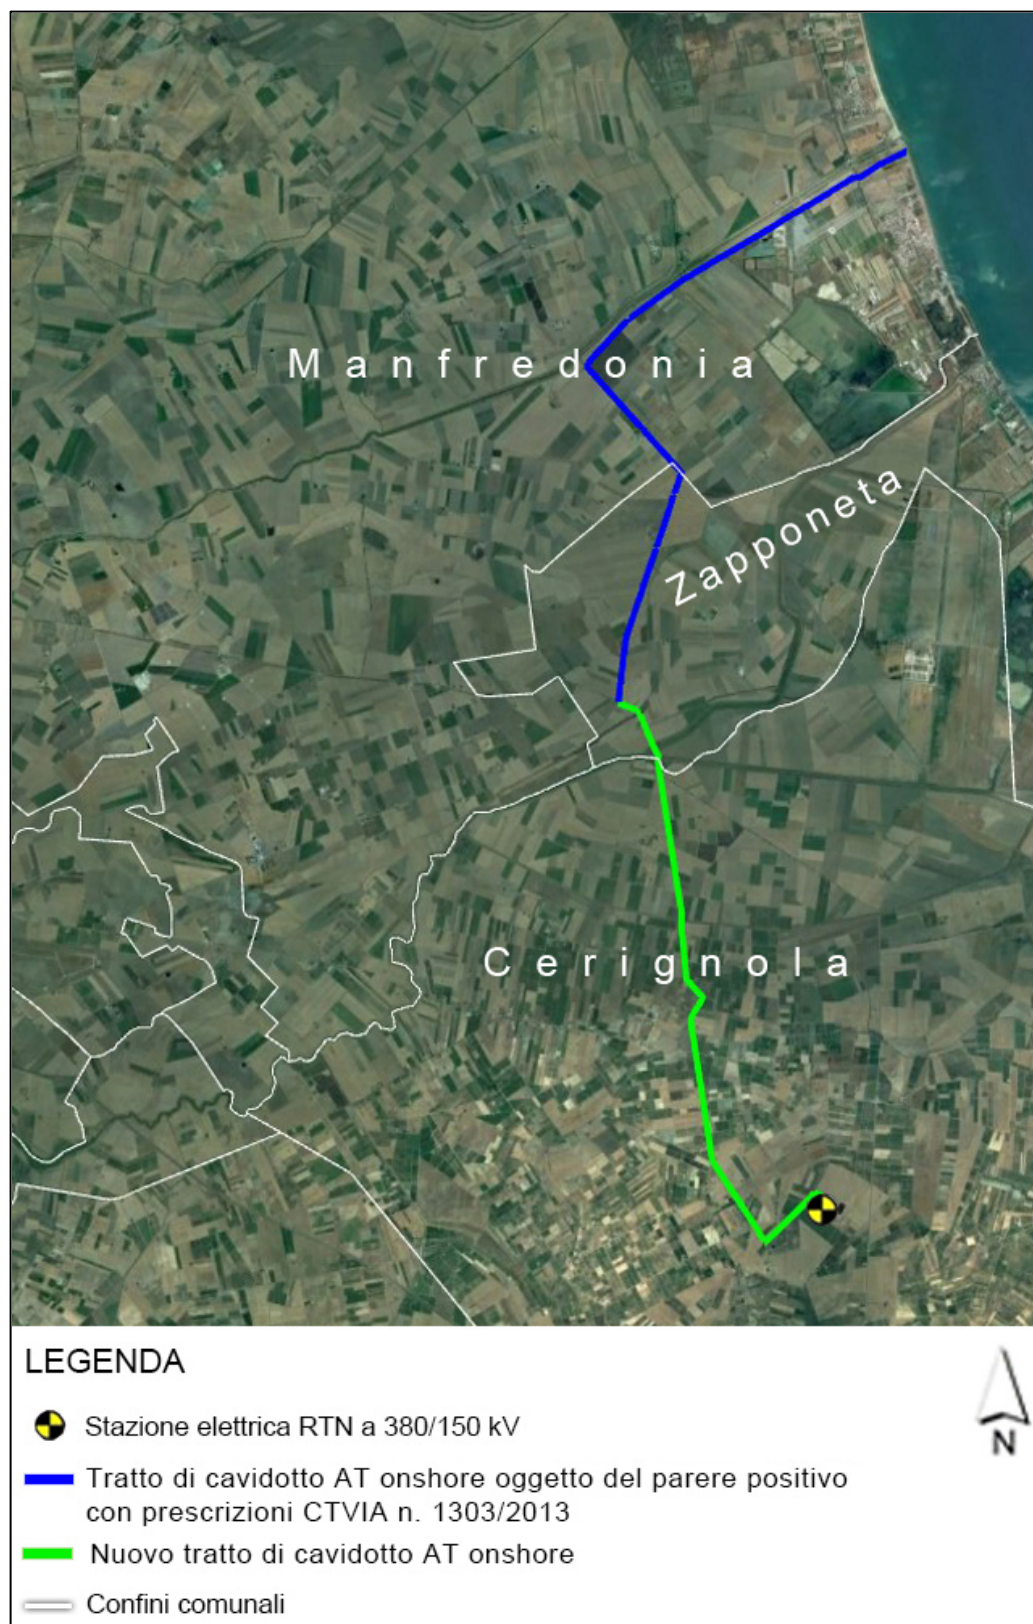 Manfredonia
Zapponeta
Cerignola
LEGENDA
Stazione elettrica RTN a 380/150 kV
Tratto di cavidotto AT onshore oggetto del parere positivo
con prescrizioni CTVIA n. 1303/2013
Nuovo tratto di cavidotto AT onshore
Confini comunali
N